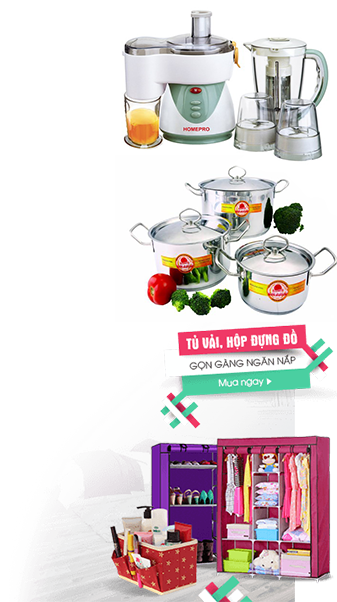 HOMEPRO
TỦ VẢI, HỘP ĐỰNG ĐỒ
GỌN GÀNG NGĂN NẮP
Mua ngay